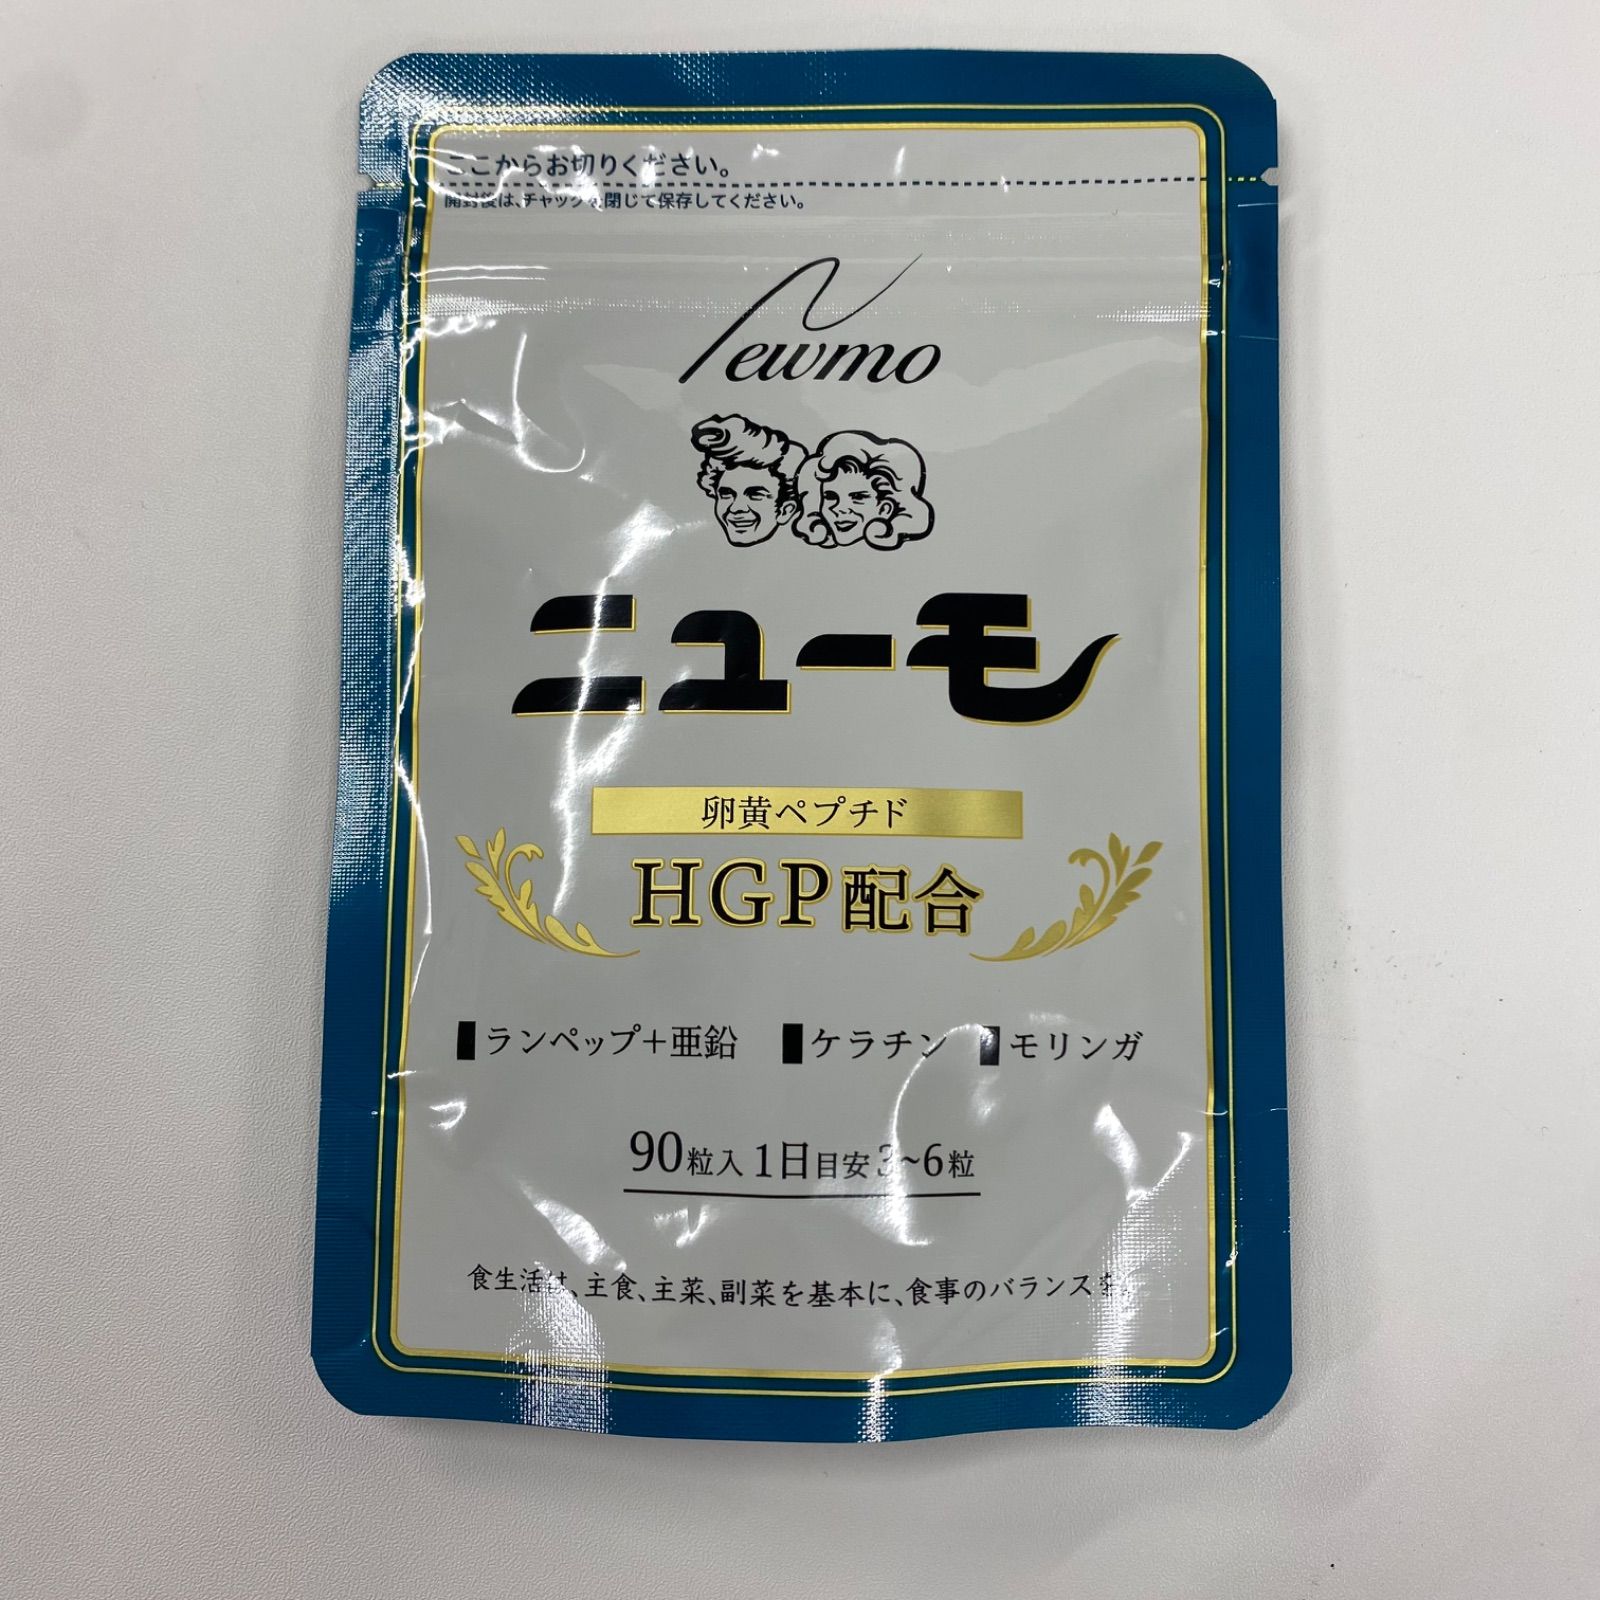 ここからお切りください。
開封後は、チャックを閉じて保存してください。
Newmo
ニューモ
卵黄ペプチド
HGP配合
ランペップ+亜鉛 ケラチン モリンガ
90粒入 1日目安3~6粒
食生活は、主食、主菜、副菜を基本に、食事のバランスを。